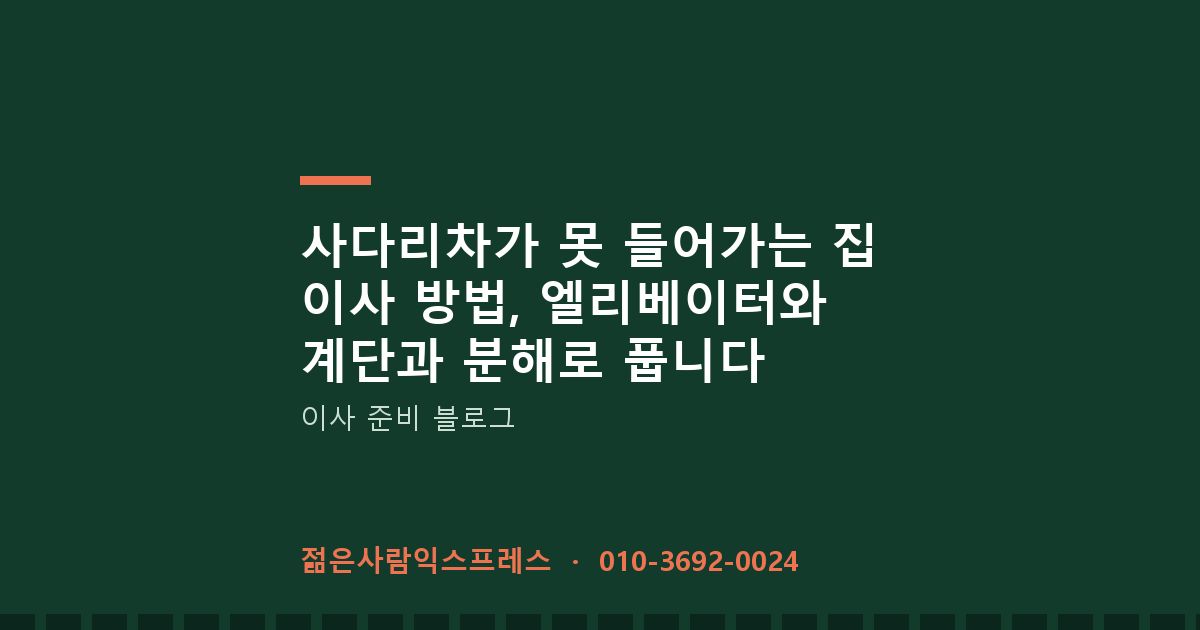 사다리차가 못 들어가는 집
이사 방법, 엘리베이터와
계단과 분해로 풉니다
이사 준비 블로그
젊은사람익스프레스 · 010-3692-0024